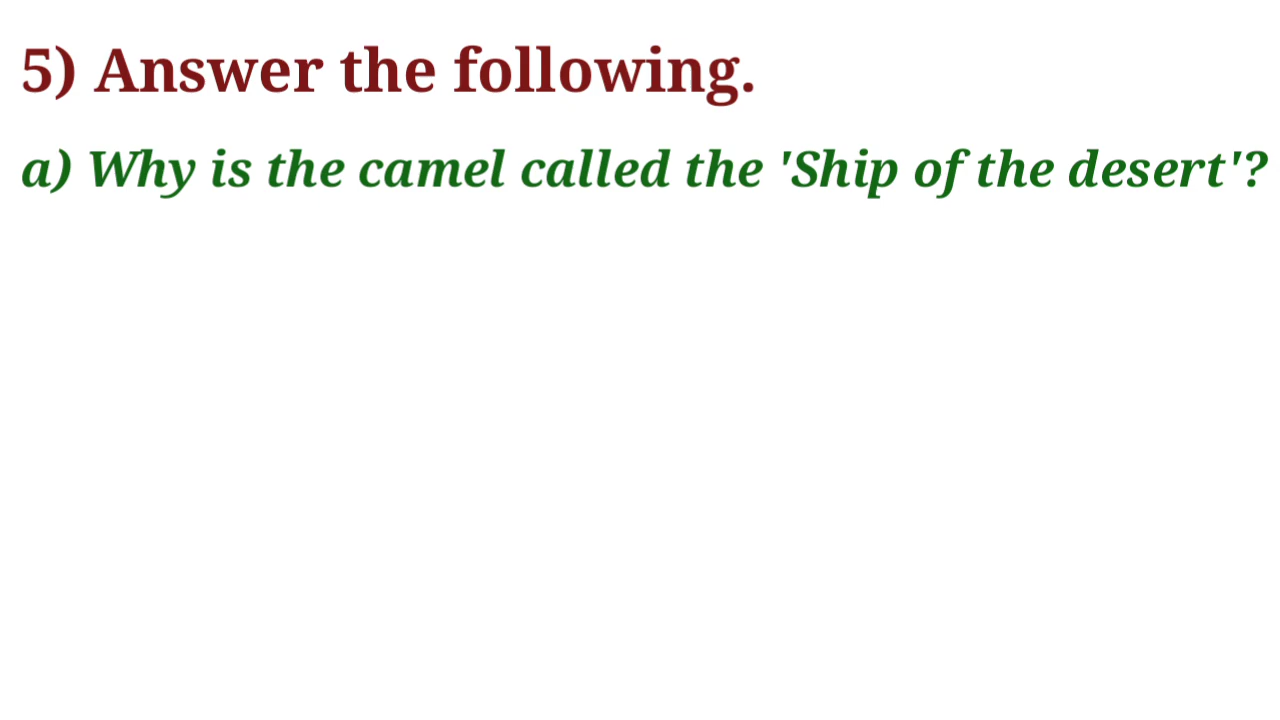 5) Answer the following.
a) Why is the camel called the 'Ship of the desert'?